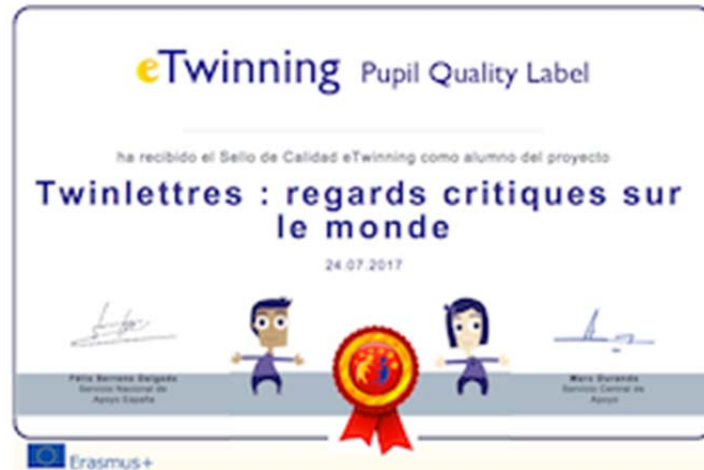 eTwinning Pupil Quality Label
ha recibido el Sello de Calidad eTwinning como alumno del proyecto
Twinlettres : regards critiques sur
le monde
24.07.2017
Félix Serrano Delgado
Servicio Nacional de
Apoyo España
Marc Durando
Servicio Central de
Apoyo
Erasmus+